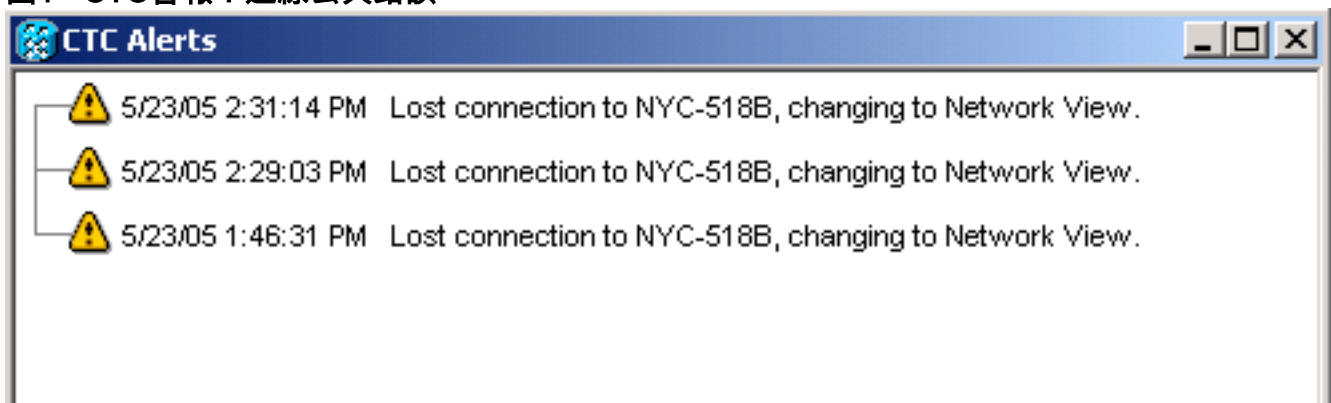 CTC Alerts
5/23/05 2:31:14 PM Lost connection to NYC-518B, changing to Network View.
5/23/05 2:29:03 PM Lost connection to NYC-518B, changing to Network View.
5/23/05 1:46:31 PM Lost connection to NYC-518B, changing to Network View.